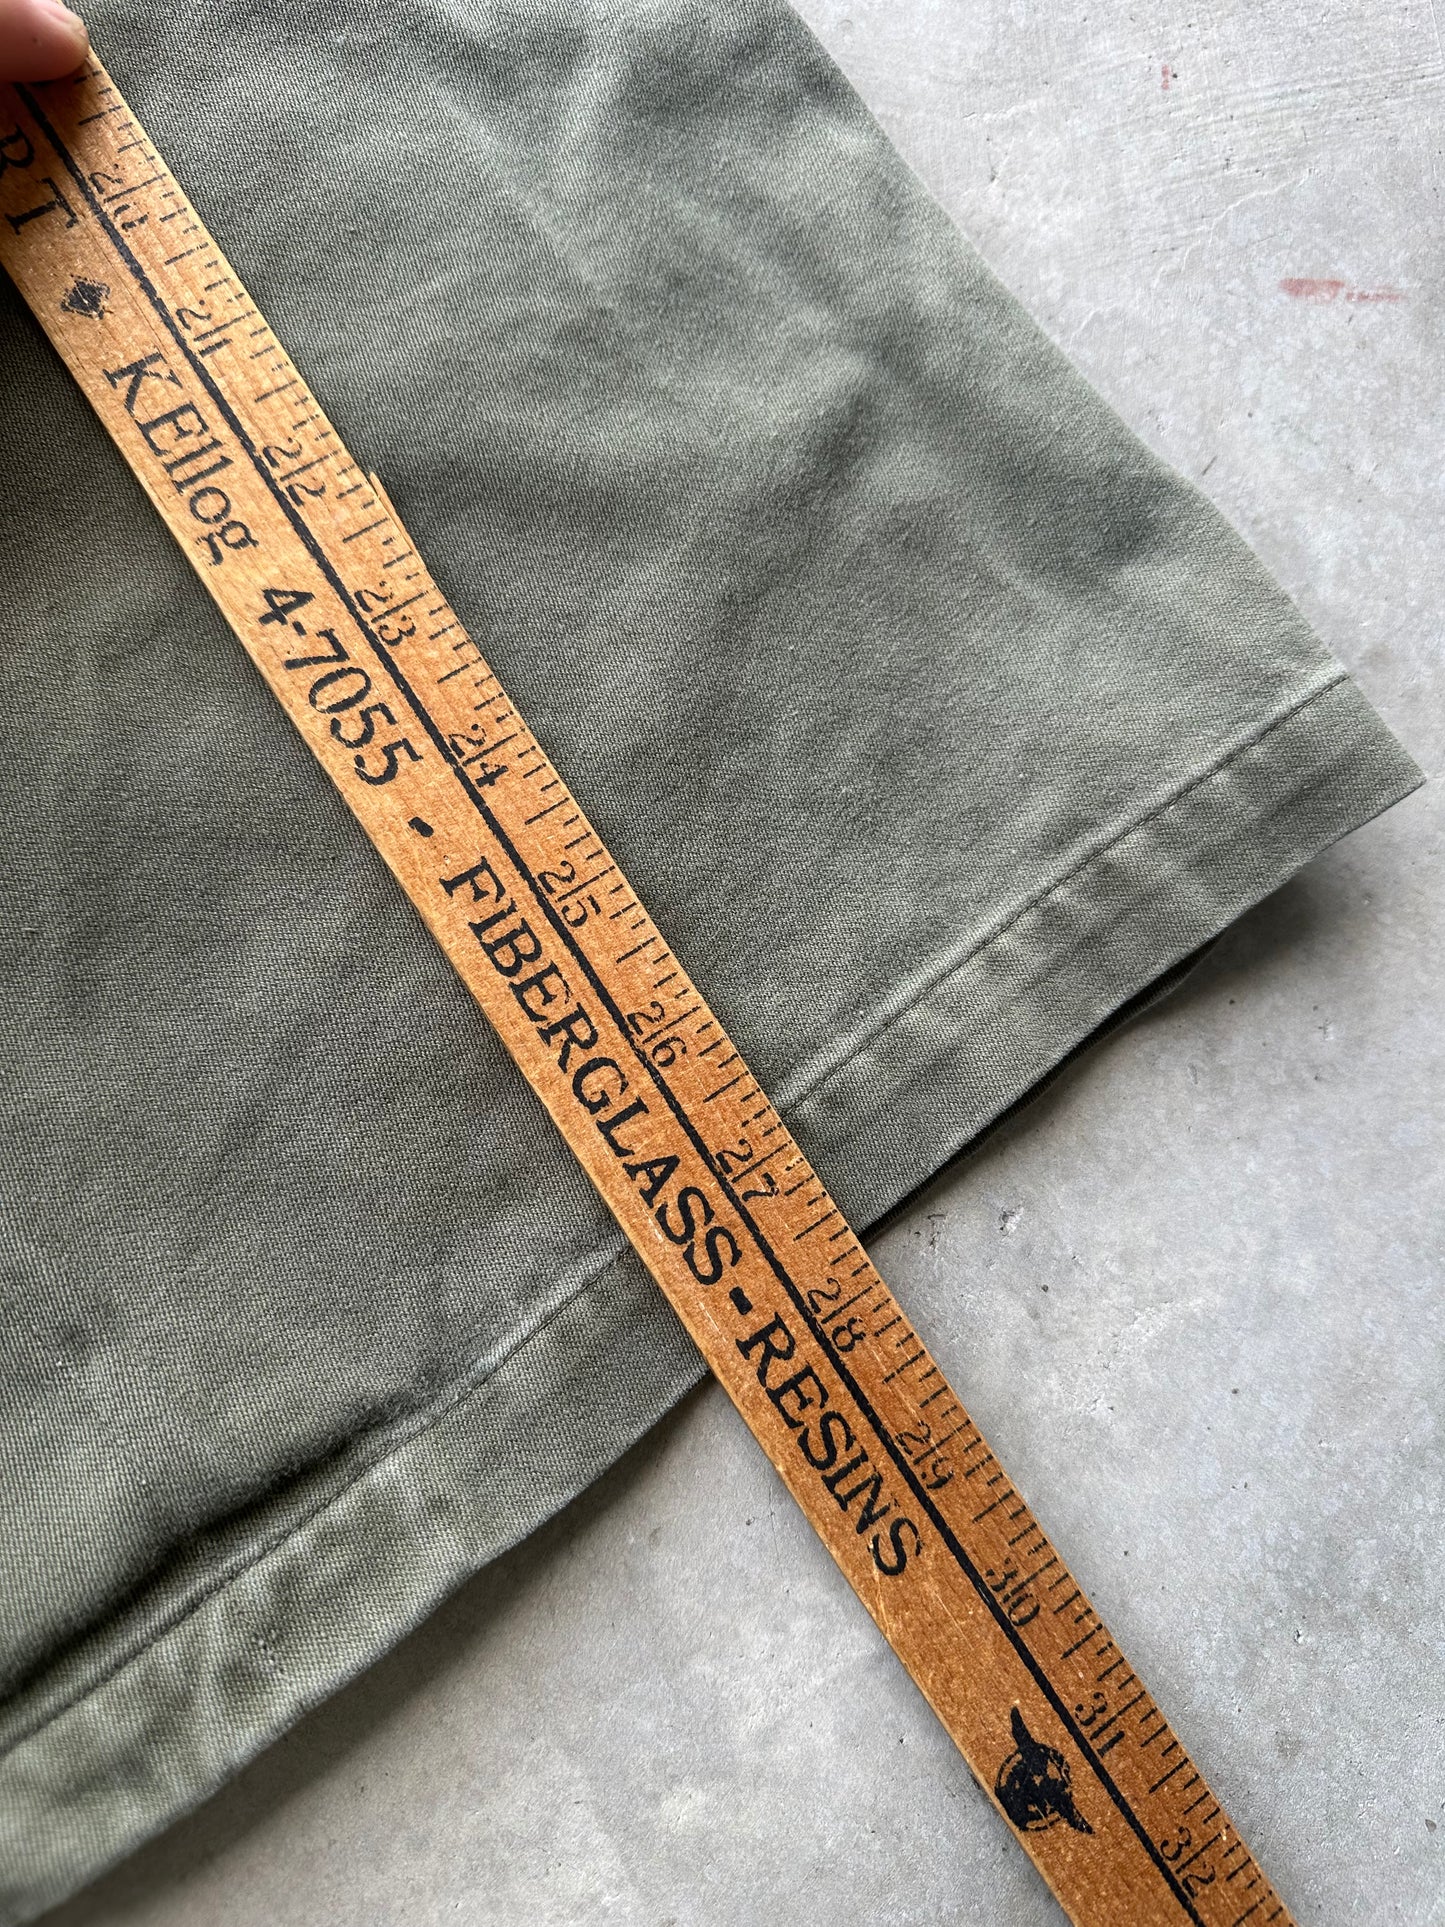 RT ◆ KEllog 4-7055 · FIBERGLASS-RESINS
20 21 22 23 24 25 26 27 28 29 30 31 32